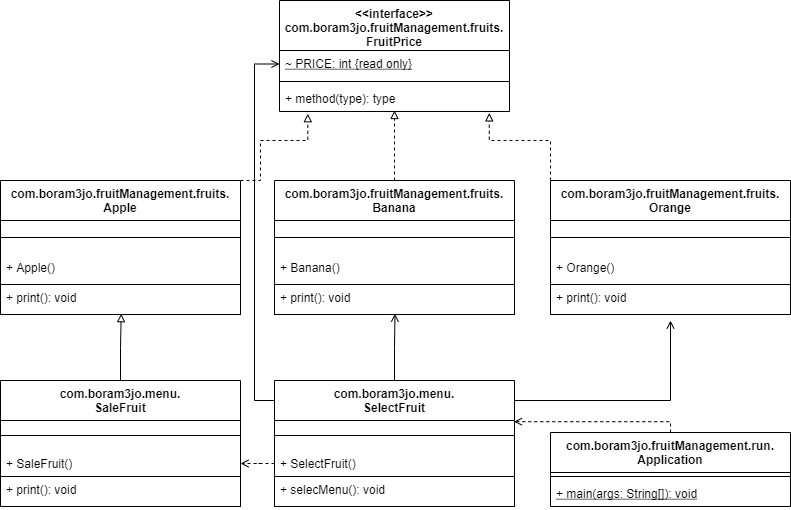 <<interface>>
com.boram3jo.fruitManagement.fruits.
FruitPrice
~ PRICE: int {read only}
+ method(type): type
com.boram3jo.fruitManagement.fruits.
Apple
+ Apple()
+ print(): void
com.boram3jo.fruitManagement.fruits.
Banana
+ Banana()
+ print(): void
com.boram3jo.fruitManagement.fruits.
Orange
+ Orange()
+ print(): void
com.boram3jo.menu.
SaleFruit
+ SaleFruit()
+ print(): void
com.boram3jo.menu.
SelectFruit
+ SelectFruit()
+ selecMenu(): void
com.boram3jo.fruitManagement.run.
Application
+ main(args: String[]): void